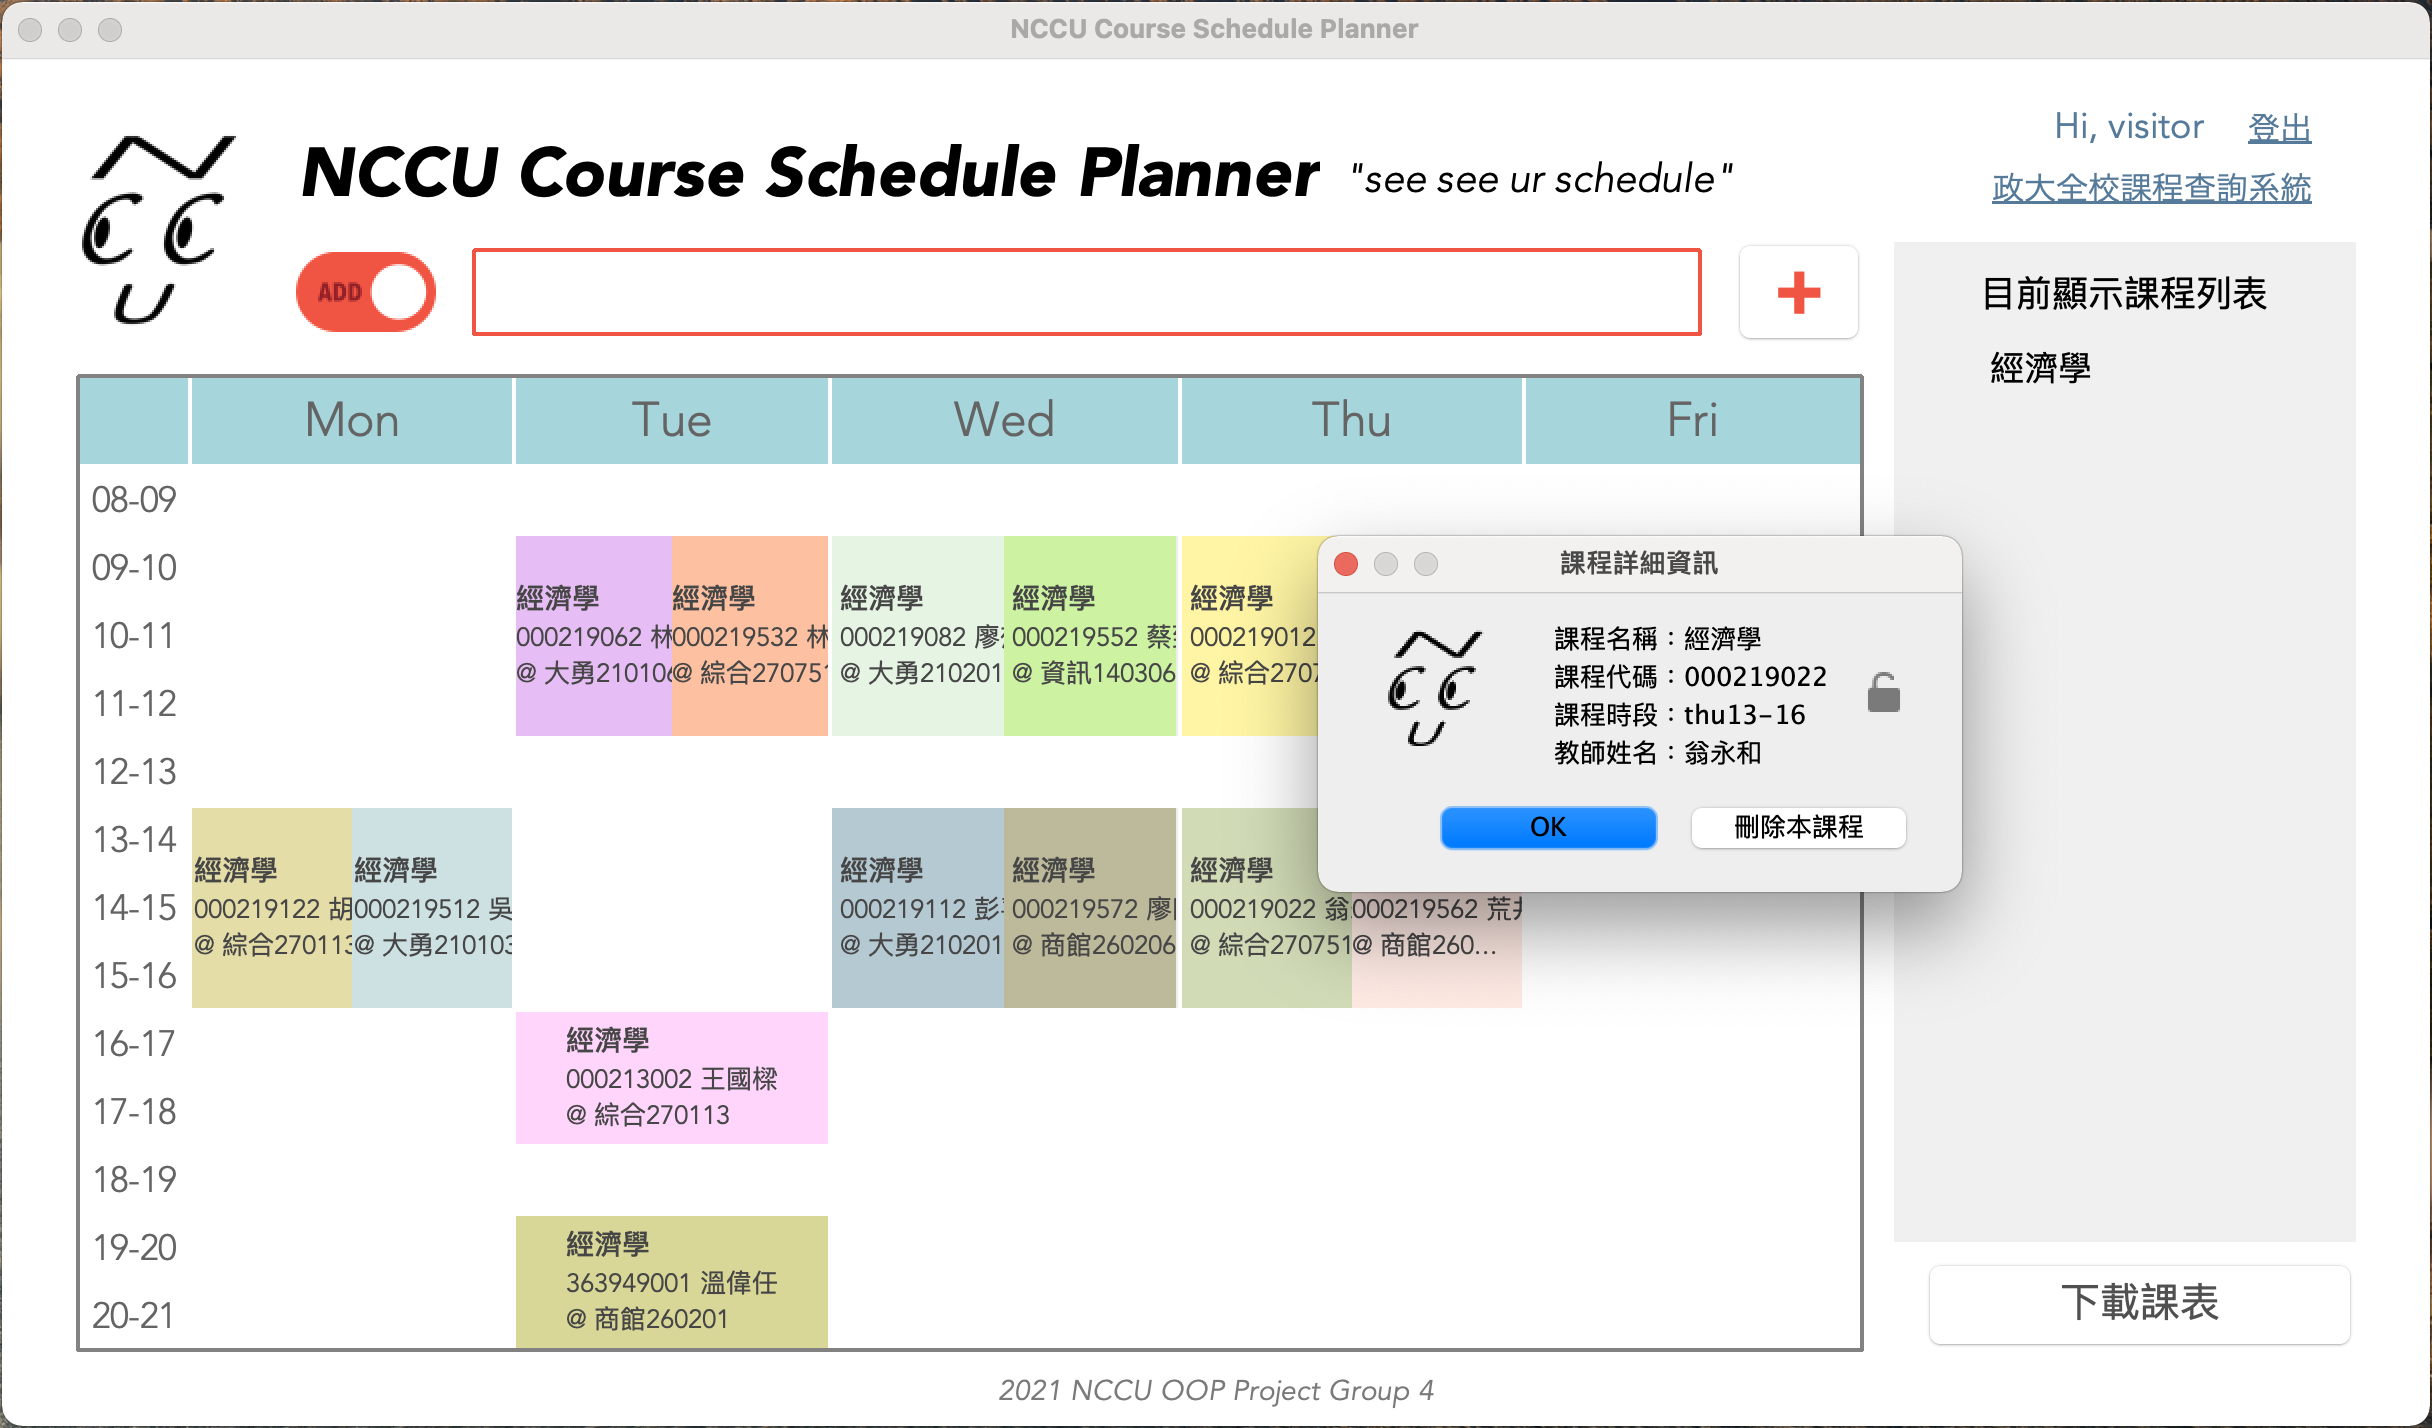 NCCU Course Schedule Planner
Hi, visitor 登出
NCCU Course Schedule Planner "see see ur schedule"
政大全校課程查詢系統
ADD
目前顯示課程列表
經濟學
Mon Tue Wed Thu Fri
08-09
09-10
10-11
11-12
12-13
13-14
14-15
15-16
16-17
17-18
18-19
19-20
20-21
經濟學
000219122 胡
@ 綜合270113
經濟學
000219512 吳
@ 大勇210103
經濟學
000219062 林
@ 大勇210106
經濟學
000219532 林
@ 綜合270751
經濟學
000213002 王國樑
@ 綜合270113
經濟學
363949001 溫偉任
@ 商館260201
經濟學
000219082 廖
@ 大勇210201
經濟學
000219552 蔡
@ 資訊140306
經濟學
000219112 彭
@ 大勇210201
經濟學
000219572 廖
@ 商館260206
經濟學
000219012
@ 綜合2707
經濟學
000219022 翁
@ 綜合270751
000219562 荒
@ 商館260...
課程詳細資訊
課程名稱：經濟學
課程代碼：000219022
課程時段：thu13-16
教師姓名：翁永和
OK 刪除本課程
下載課表
2021 NCCU OOP Project Group 4